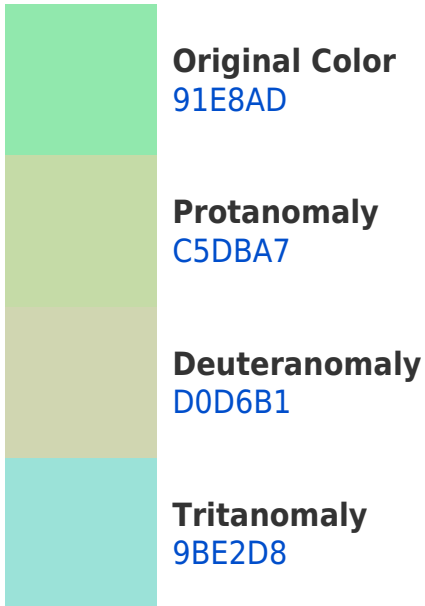 Original Color
91E8AD
Protanomaly
C5DBA7
Deuteranomaly
D0D6B1
Tritanomaly
9BE2D8